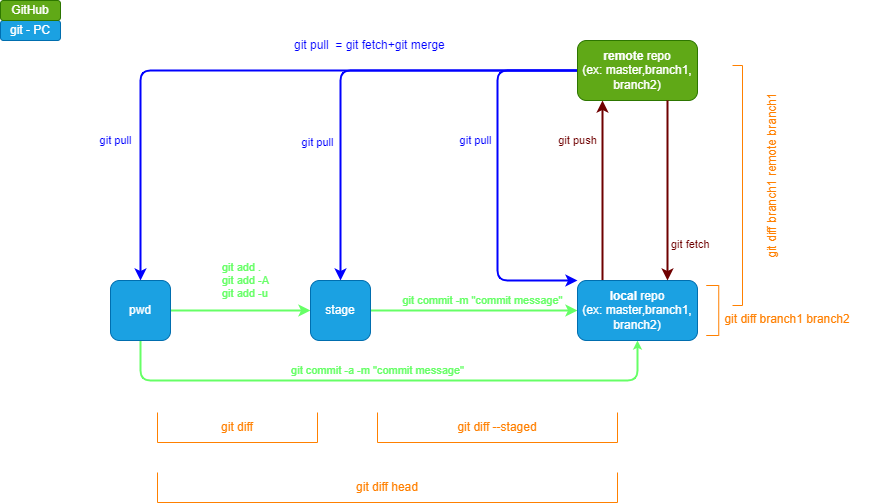 GitHub
git - PC
git pull = git fetch+git merge
remote repo
(ex: master,branch1,
branch2)
git pull
git pull
git pull
git push
git diff branch1 remote branch1
git fetch
git add .
git add -A
git add -u
pwd
stage
git commit -m "commit message"
local repo
(ex: master,branch1,
branch2)
git diff branch1 branch2
git commit -a -m "commit message"
git diff
git diff --staged
git diff head